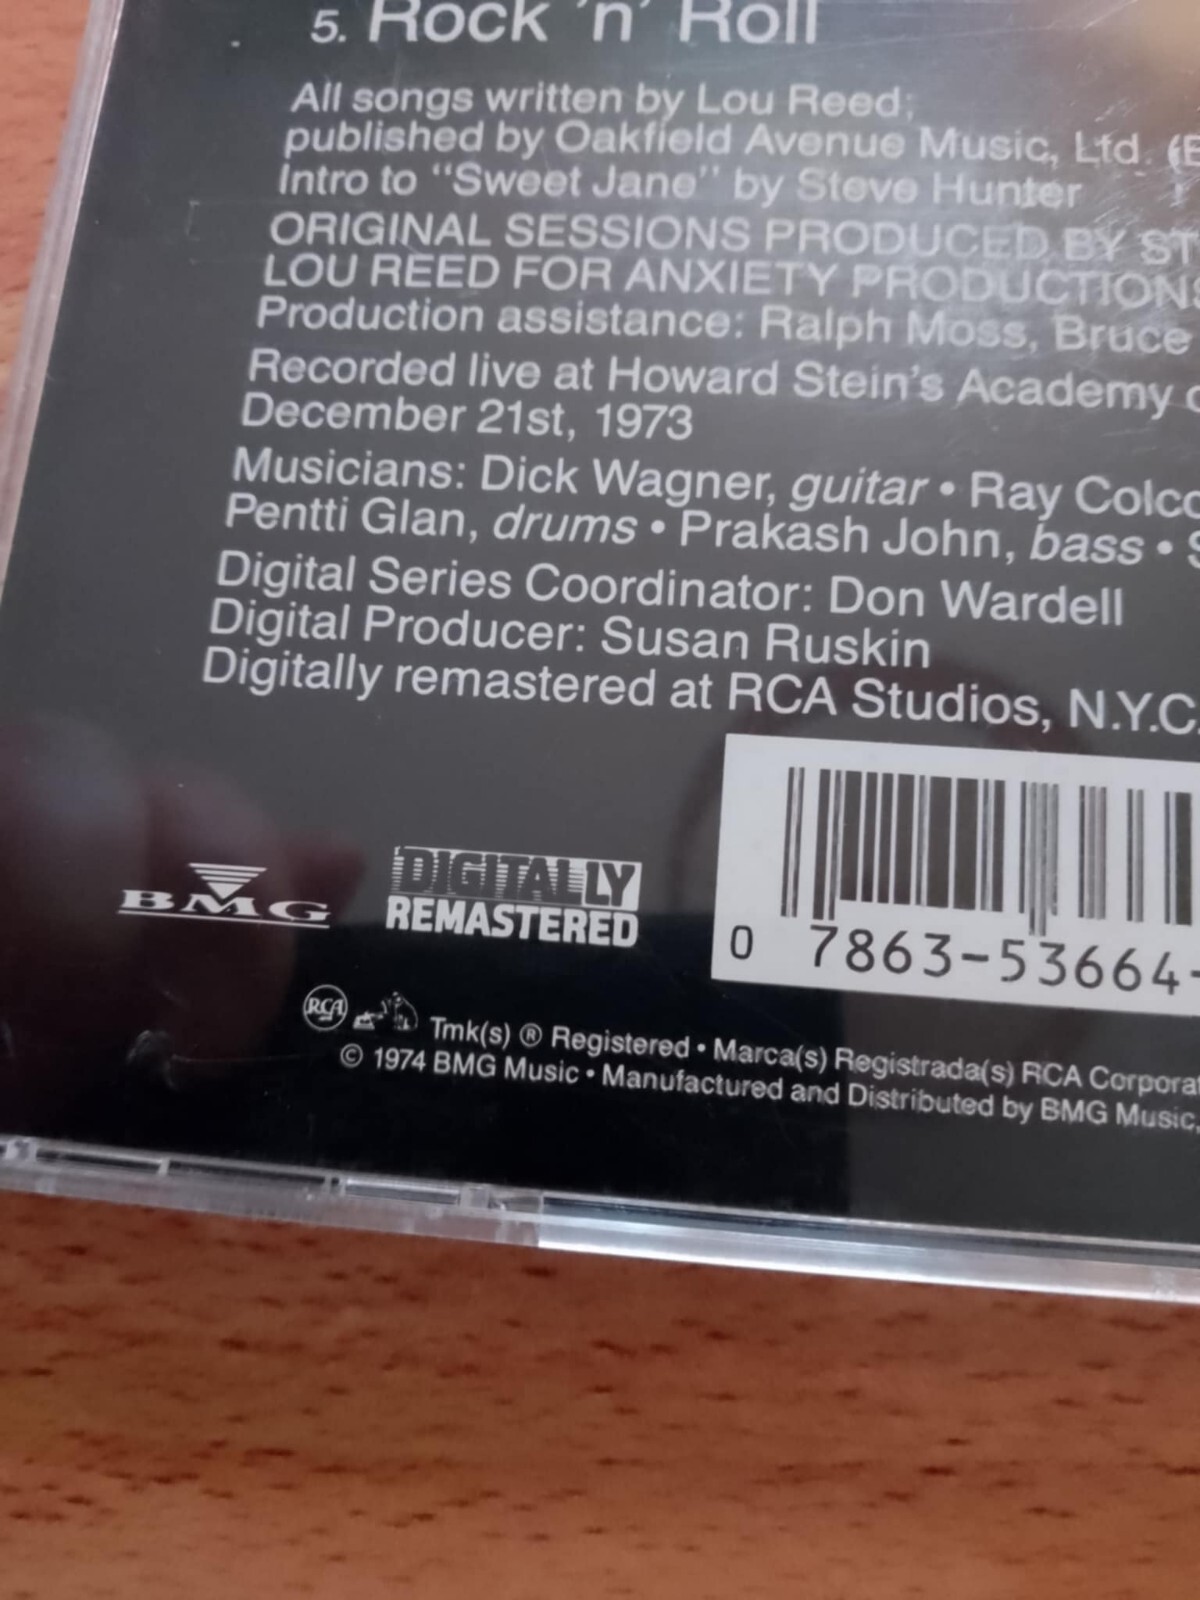 5. Rock 'n' Roll
All songs written by Lou Reed;
published by Oakfield Avenue Music, Ltd.
Intro to "Sweet Jane" by Steve Hunter
ORIGINAL SESSIONS PRODUCED BY ST
LOU REED FOR ANXIETY PRODUCTION
Production assistance: Ralph Moss, Bruce
Recorded live at Howard Stein's Academy
December 21st, 1973
Musicians: Dick Wagner, guitar • Ray Colc
Pentti Glan, drums • Prakash John, bass • S
Digital Series Coordinator: Don Wardell
Digital Producer: Susan Ruskin
Digitally remastered at RCA Studios, N.Y.C.
BMG
DIGITALLY
REMASTERED
0 7863-53664-
RCA Tmk(s) ® Registered • Marca(s) Registrada(s) RCA Corporat
© 1974 BMG Music • Manufactured and Distributed by BMG Music,